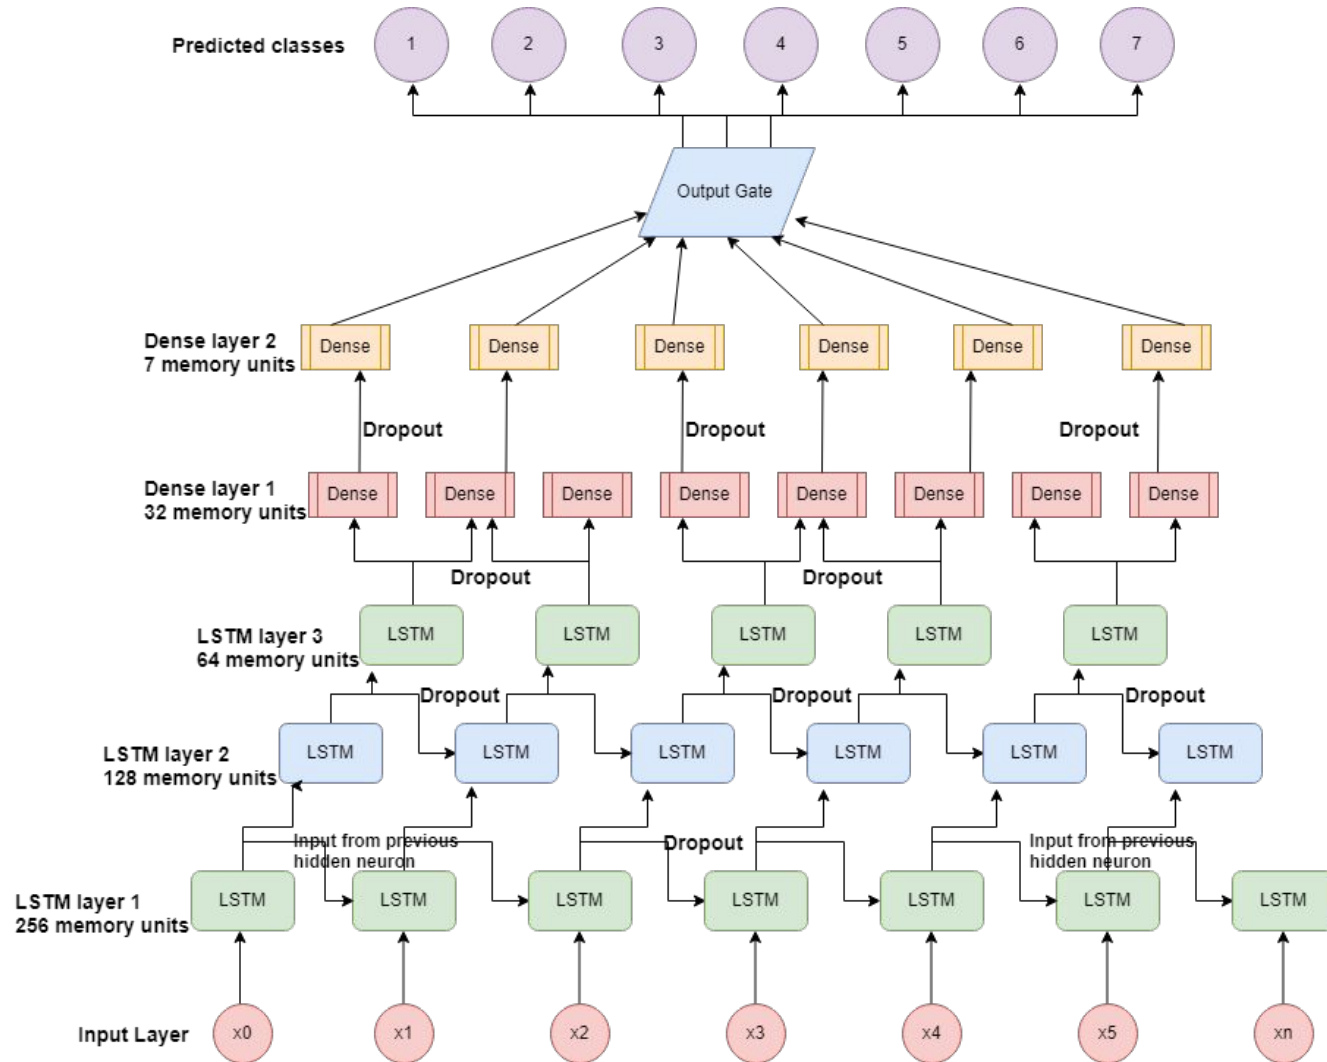 Predicted classes
1
2
3
4
5
6
7
Output Gate
Dense layer 2
7 memory units
Dense
Dense
Dense
Dense
Dense
Dense
Dropout
Dropout
Dropout
Dense layer 1
32 memory units
Dense
Dense
Dense
Dense
Dense
Dense
Dense
Dense
Dropout
Dropout
LSTM layer 3
64 memory units
LSTM
LSTM
LSTM
LSTM
LSTM
Dropout
Dropout
Dropout
LSTM layer 2
128 memory units
LSTM
LSTM
LSTM
LSTM
LSTM
LSTM
Input from previous
hidden neuron
Dropout
Input from previous
hidden neuron
LSTM layer 1
256 memory units
LSTM
LSTM
LSTM
LSTM
LSTM
LSTM
LSTM
Input Layer
x0
x1
x2
x3
x4
x5
xn